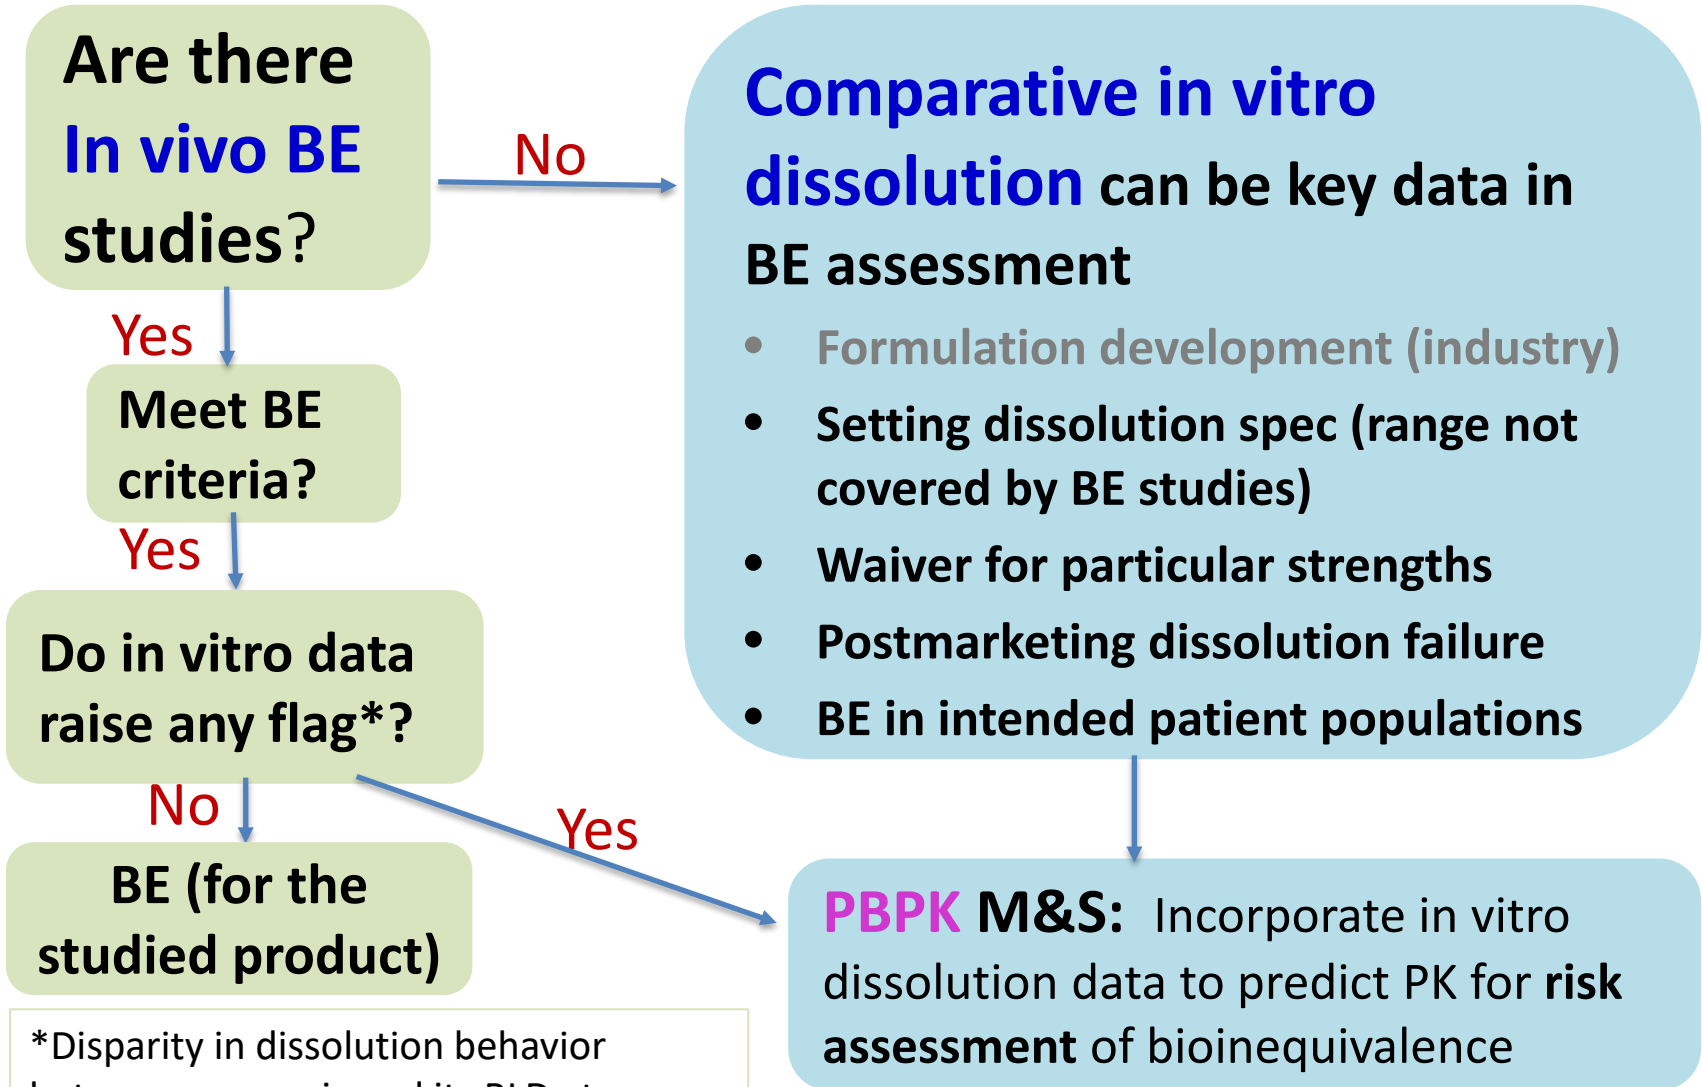 Are there
In vivo BE
studies?
No
Yes
Meet BE
criteria?
Yes
Do in vitro data
raise any flag*?
No
Yes
BE (for the
studied product)
*Disparity in dissolution behavior
Comparative in vitro
dissolution can be key data in
BE assessment
• Formulation development (industry)
• Setting dissolution spec (range not
covered by BE studies)
• Waiver for particular strengths
• Postmarketing dissolution failure
• BE in intended patient populations
PBPK M&S: Incorporate in vitro
dissolution data to predict PK for risk
assessment of bioinequivalence